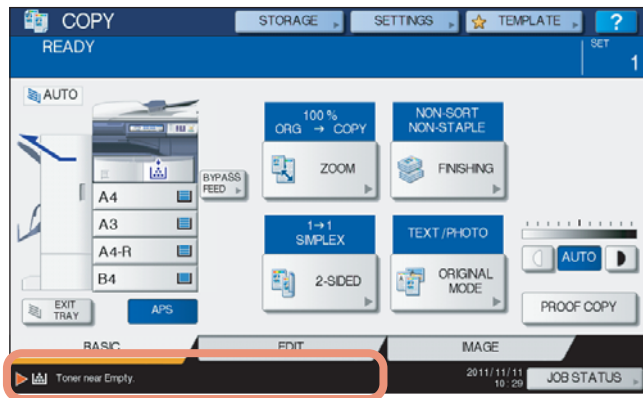 COPY
STORAGE
SETTINGS
TEMPLATE
?
READY
SET
1
AUTO
100 %
ORG → COPY
ZOOM
NON-SORT
NON-STAPLE
FINISHING
BYPASS
FEED
A4
A3
A4-R
B4
1→1
SIMPLEX
2-SIDED
TEXT/PHOTO
ORIGINAL
MODE
AUTO
EXIT
TRAY
APS
PROOF COPY
BASIC
EDIT
IMAGE
Toner near Empty.
2011/11/11
10:29
JOB STATUS